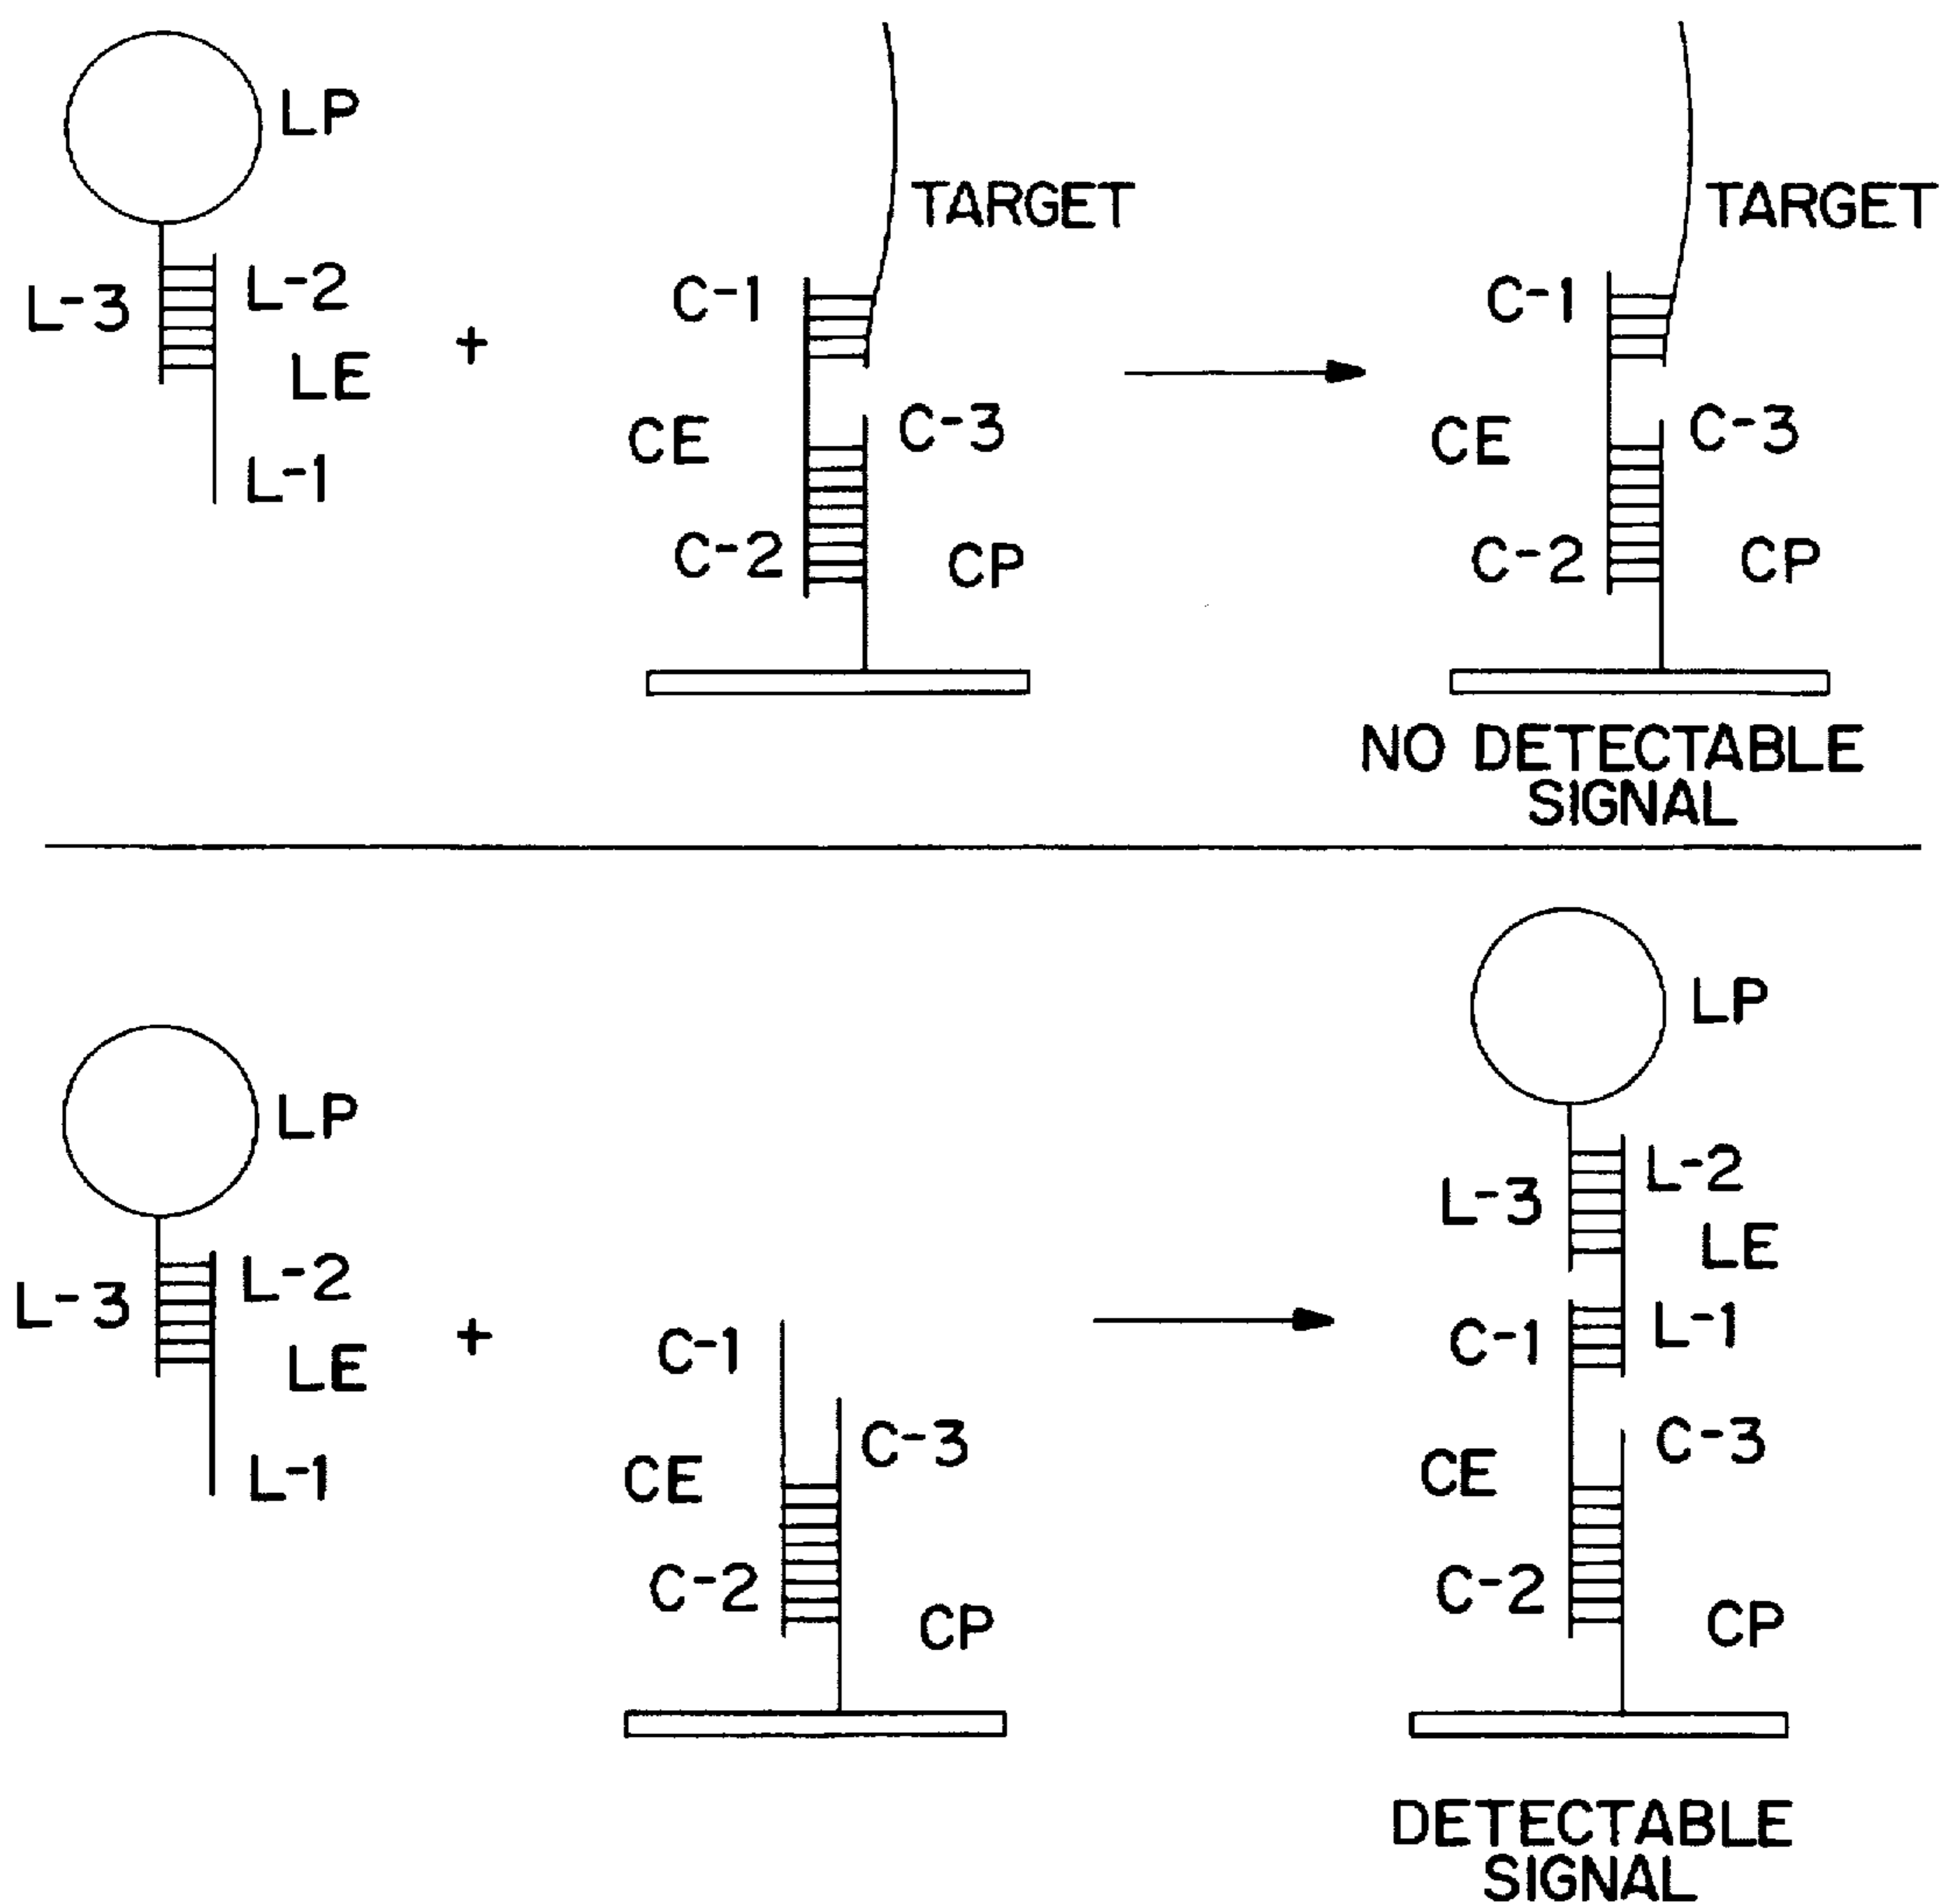 LP
TARGET
TARGET
L-3
L-2
C-1
C-1
LE
+
CE
C-3
CE
C-3
L-1
C-2
CP
C-2
CP
NO DETECTABLE
SIGNAL
LP
LP
L-2
L-3
LE
L-2
L-3
LE
+
C-1
C-1
L-1
L-1
CE
C-3
CE
C-3
C-2
CP
C-2
CP
DETECTABLE
SIGNAL